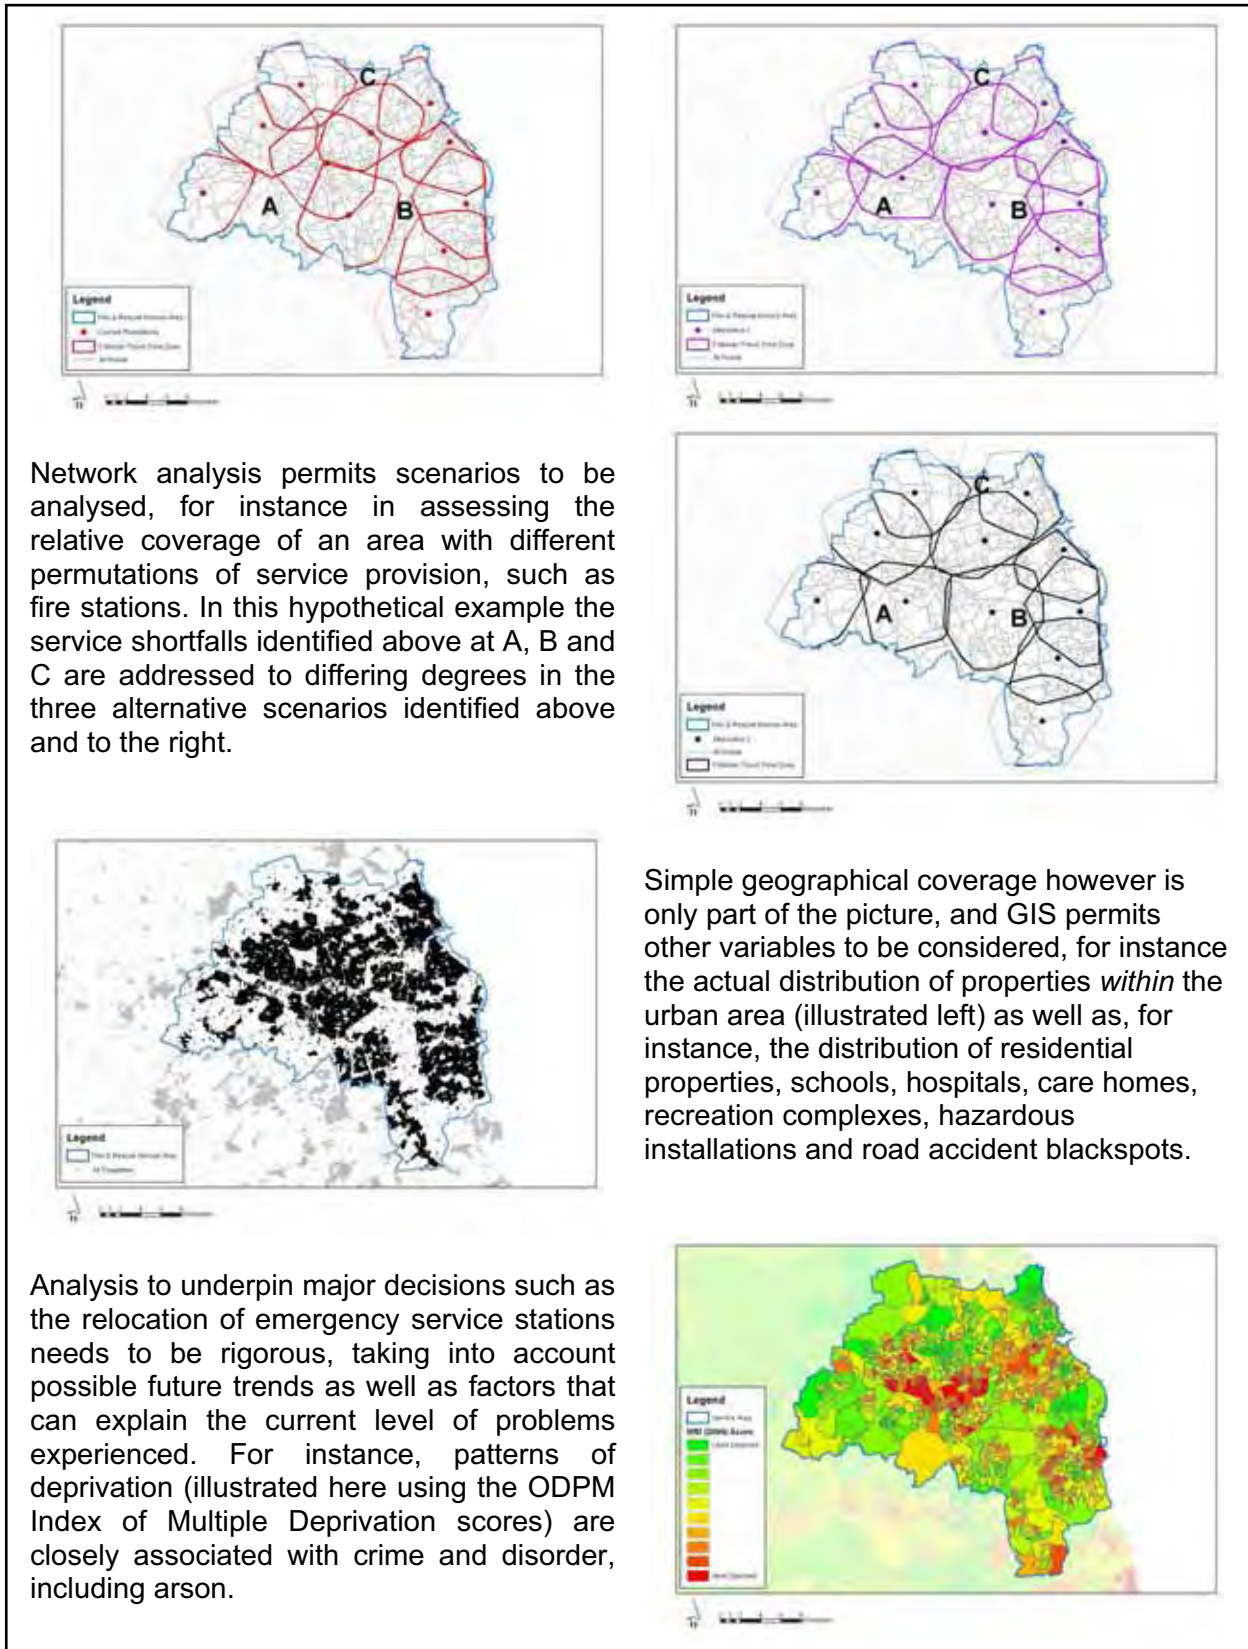 C
A
B
Legend
C
A
B
Legend
Network analysis permits scenarios to be
analysed, for instance in assessing the
relative coverage of an area with different
permutations of service provision, such as
fire stations. In this hypothetical example the
service shortfalls identified above at A, B and
C are addressed to differing degrees in the
three alternative scenarios identified above
and to the right.
C
A
B
Legend
Legend
Simple geographical coverage however is
only part of the picture, and GIS permits
other variables to be considered, for instance
the actual distribution of properties within the
urban area (illustrated left) as well as, for
instance, the distribution of residential
properties, schools, hospitals, care homes,
recreation complexes, hazardous
installations and road accident blackspots.
Analysis to underpin major decisions such as
the relocation of emergency service stations
needs to be rigorous, taking into account
possible future trends as well as factors that
can explain the current level of problems
experienced. For instance, patterns of
deprivation (illustrated here using the ODPM
Index of Multiple Deprivation scores) are
closely associated with crime and disorder,
including arson.
Legend